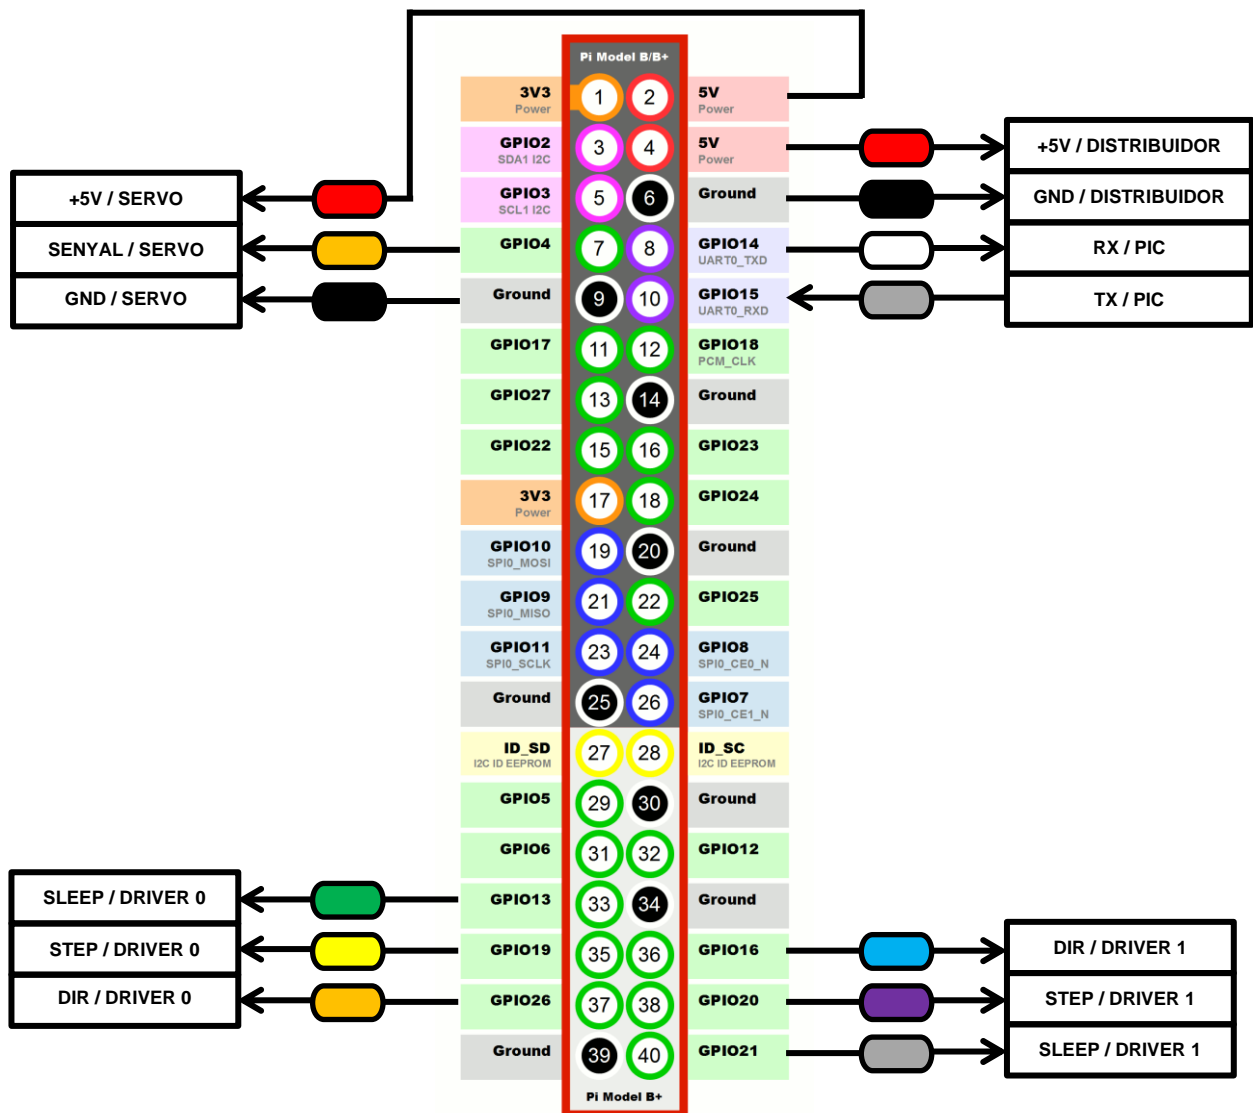 Pi Model B/B+
3V3
Power
1
2
5V
Power
GPIO2
SDA1 I2C
3
4
5V
Power
+5V / DISTRIBUIDOR
+5V / SERVO
GPIO3
SCL1 I2C
5
6
Ground
GND / DISTRIBUIDOR
SENYAL / SERVO
GPIO4
7
8
GPIO14
UART0_TXD
RX / PIC
GND / SERVO
Ground
9
10
GPIO15
UART0_RXD
TX / PIC
GPIO17
11
12
GPIO18
PCM_CLK
GPIO27
13
14
Ground
GPIO22
15
16
GPIO23
3V3
Power
17
18
GPIO24
GPIO10
SPI0_MOSI
19
20
Ground
GPIO9
SPI0_MISO
21
22
GPIO25
GPIO11
SPI0_SCLK
23
24
GPIO8
SPI0_CE0_N
Ground
25
26
GPIO7
SPI0_CE1_N
ID_SD
I2C ID EEPROM
27
28
ID_SC
I2C ID EEPROM
GPIO5
29
30
Ground
GPIO6
31
32
GPIO12
SLEEP / DRIVER 0
GPIO13
33
34
Ground
STEP / DRIVER 0
GPIO19
35
36
GPIO16
DIR / DRIVER 1
DIR / DRIVER 0
GPIO26
37
38
GPIO20
STEP / DRIVER 1
Ground
39
40
GPIO21
SLEEP / DRIVER 1
Pi Model B+